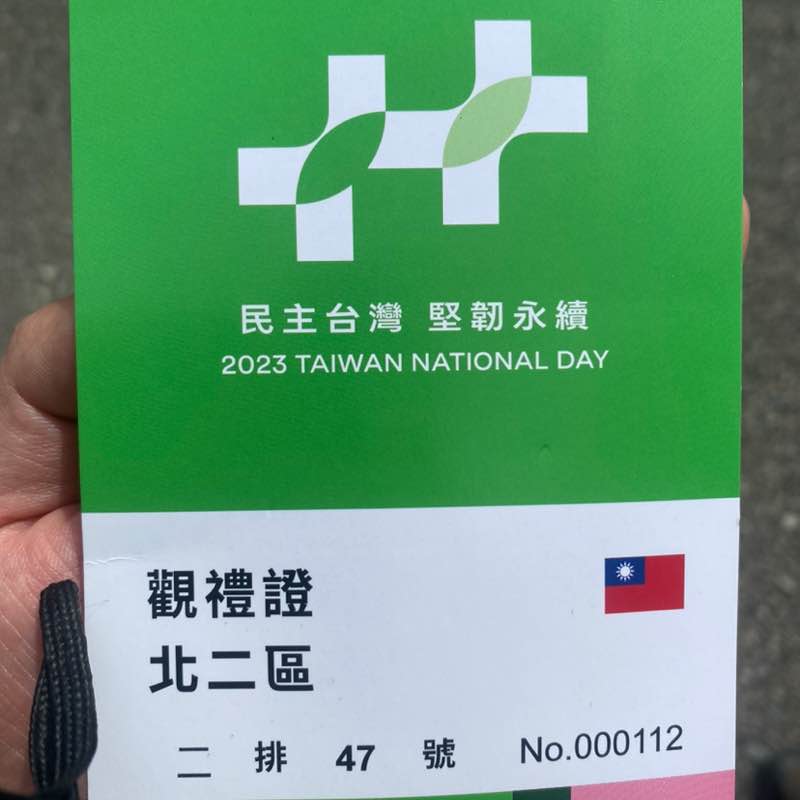 民主台灣 堅韌永續
2023 TAIWAN NATIONAL DAY
觀禮證
北二區
二 排 47 號 No.000112